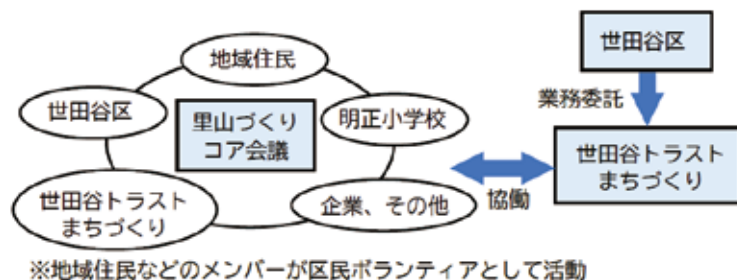 地域住民
世田谷区
里山づくり
コア会議
明正小学校
世田谷トラスト
まちづくり
企業、その他
世田谷区
業務委託
世田谷トラスト
まちづくり
協働
※地域住民などのメンバーが区民ボランティアとして活動